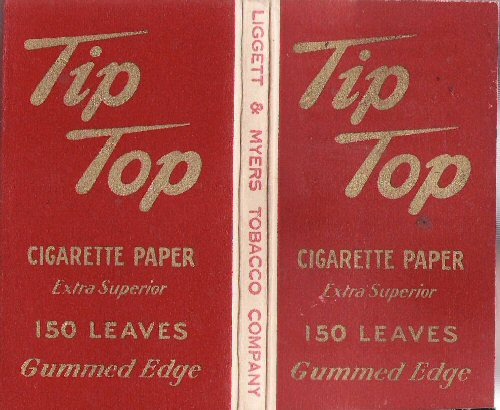 Tip
Top
CIGARETTE PAPER
Extra Superior
150 LEAVES
Gummed Edge
LIGGETT & MYERS TOBACCO COMPANY
Tip
Top
CIGARETTE PAPER
Extra Superior
150 LEAVES
Gummed Edge